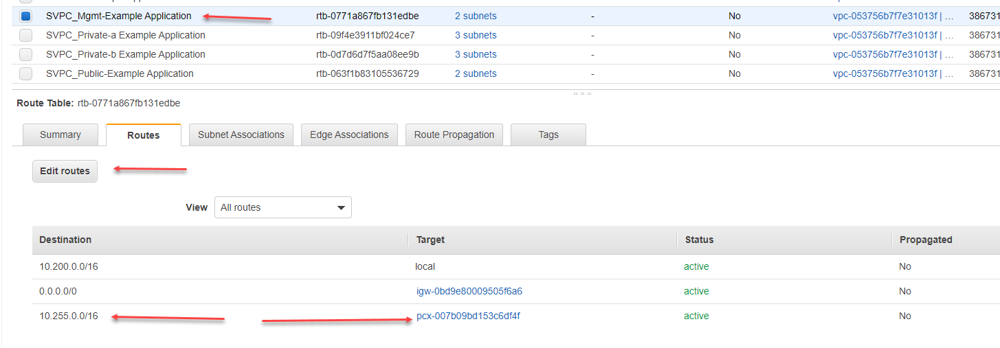 SVPC_Mgmt-Example Application rtb-0771a867fb131edbe 2 subnets - No vpc-053756b7f7e31013f | ... 386731
SVPC_Private-a Example Application rtb-09f4e3911bf024ce7 3 subnets - No vpc-053756b7f7e31013f | ... 386731
SVPC_Private-b Example Application rtb-0d7d6d7f5aa08ee9b 3 subnets - No vpc-053756b7f7e31013f | ... 386731
SVPC_Public-Example Application rtb-063f1b83105536729 2 subnets - No vpc-053756b7f7e31013f | ... 386731
Route Table: rtb-0771a867fb131edbe
Summary Routes Subnet Associations Edge Associations Route Propagation Tags
Edit routes
View All routes
Destination Target Status Propagated
10.200.0.0/16 local active No
0.0.0.0/0 igw-0bd9e80009505f6a6 active No
10.255.0.0/16 pcx-007b09bd153c6df4f active No